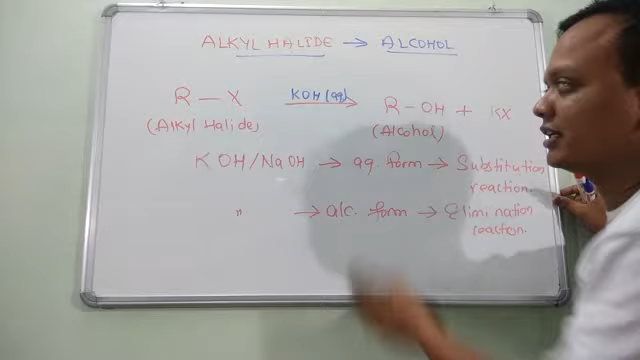 ALKYL HALIDE → ALCOHOL
R — X KOH (aq) R — OH + KX
(Alkyl Halide) (Alcohol)
KOH/NaOH → aq. form → Substitution reaction.
" → alc. form → Elimination reaction.